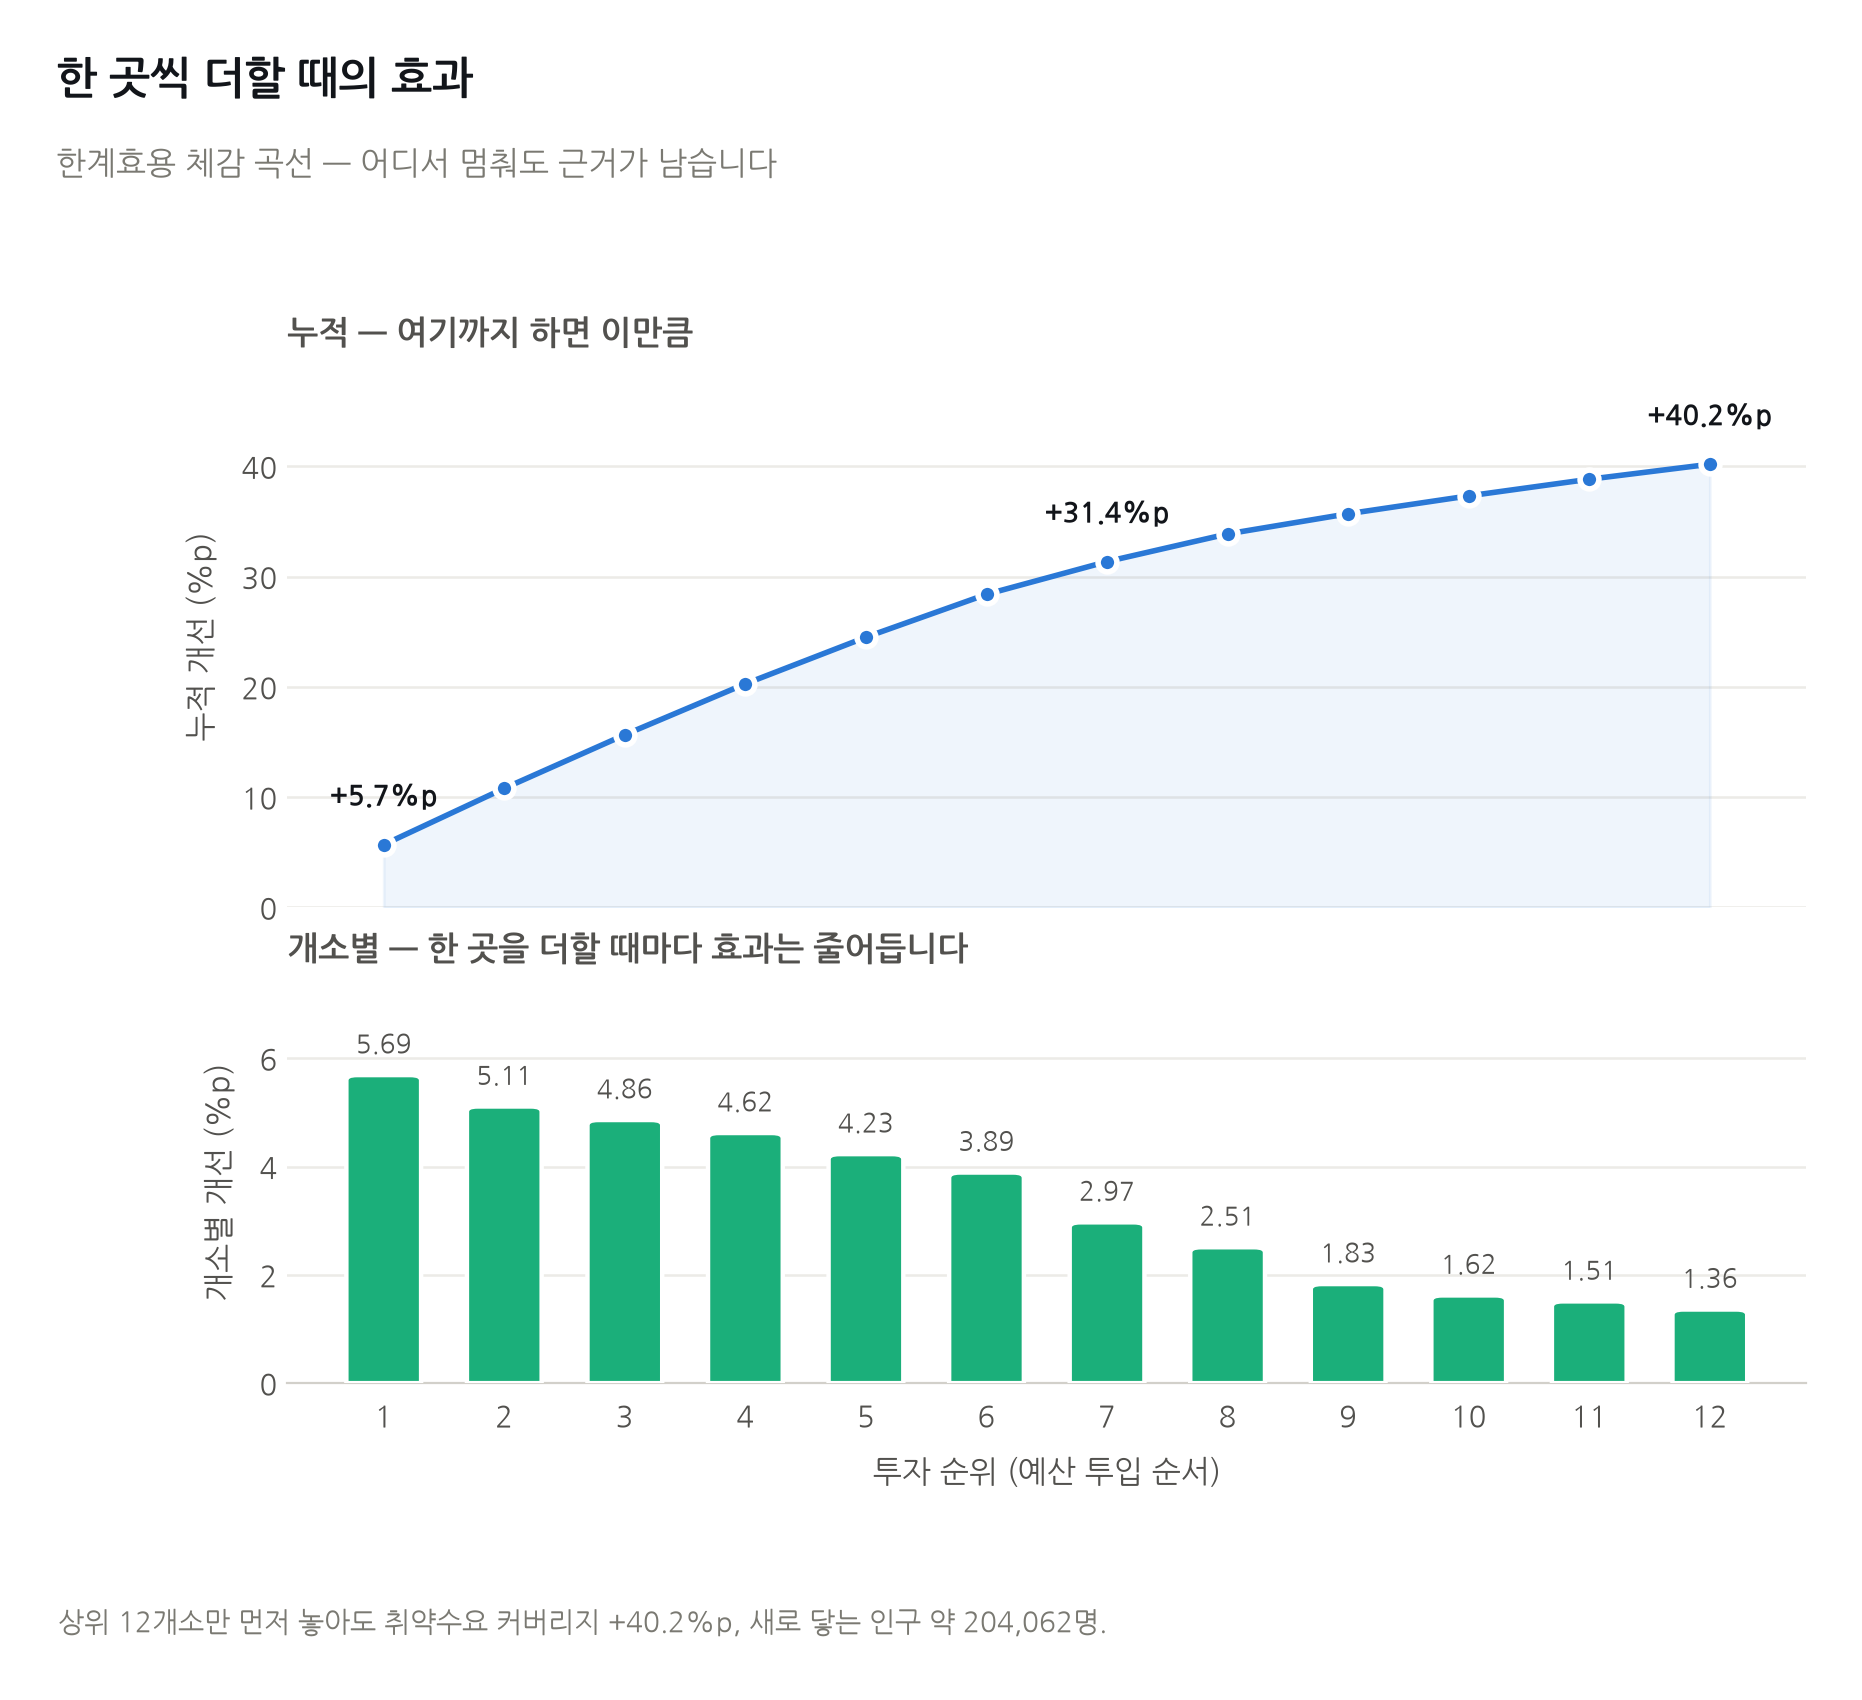 한 곳씩 더할 때의 효과
한계효용 체감 곡선 — 어디서 멈춰도 근거가 남습니다
누적 — 여기까지 하면 이만큼
+40.2%p
+31.4%p
+5.7%p
40
30
20
10
0
누적 개선 (%p)
개소별 — 한 곳을 더할 때마다 효과는 줄어듭니다
5.69
5.11
4.86
4.62
4.23
3.89
2.97
2.51
1.83
1.62
1.51
1.36
6
4
2
0
개소별 개선 (%p)
1 2 3 4 5 6 7 8 9 10 11 12
투자 순위 (예산 투입 순서)
상위 12개소만 먼저 놓아도 취약수요 커버리지 +40.2%p, 새로 닿는 인구 약 204,062명.